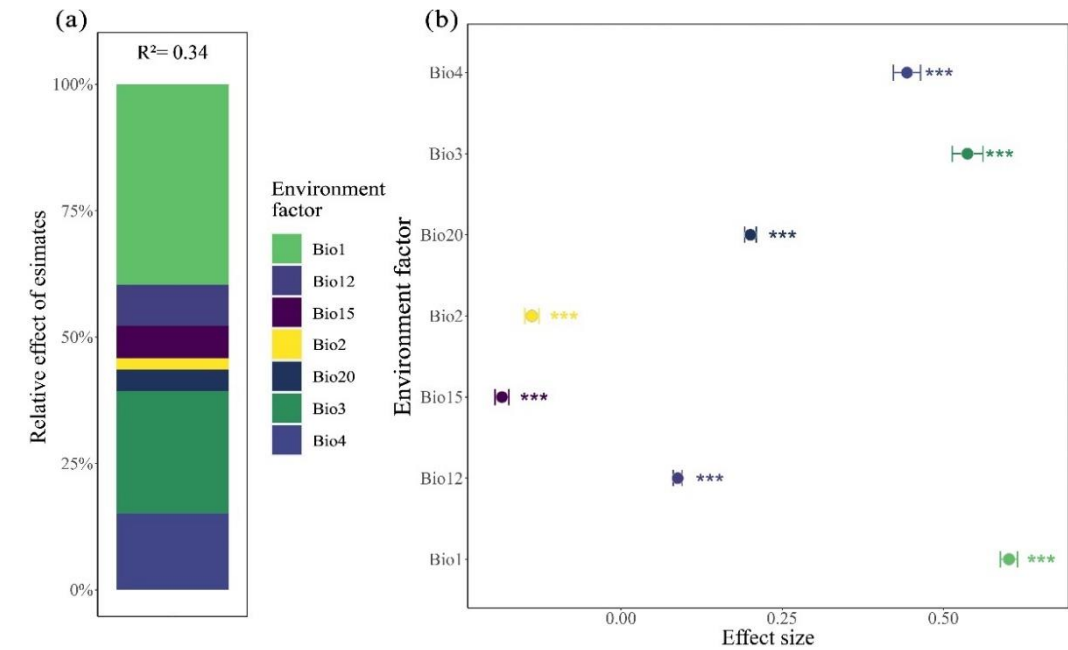 (a)
R²= 0.34
100%
75%
50%
25%
0%
Relative effect of esimates
Environment
factor
Bio1
Bio12
Bio15
Bio2
Bio20
Bio3
Bio4
(b)
Environment factor
Bio4
***
Bio3
***
Bio20
***
Bio2
***
Bio15
***
Bio12
***
Bio1
***
0.00
0.25
0.50
Effect size